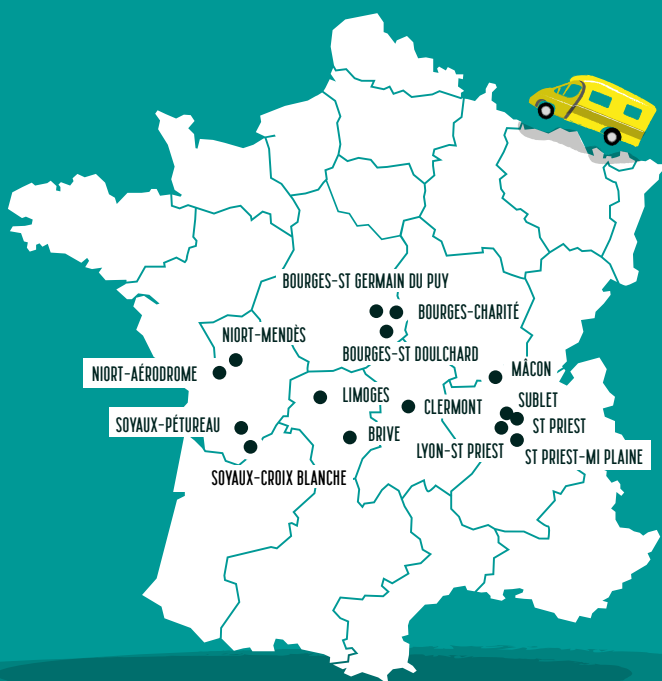 BOURGES-ST GERMAIN DU PUY
BOURGES-CHARITÉ
NIORT-MENDÈS
BOURGES-ST DOULCHARD
MÂCON
NIORT-AÉRODROME
LIMOGES
SUBLET
CLERMONT
SOYAUX-PÉTUREAU
ST PRIEST
BRIVE
LYON-ST PRIEST
ST PRIEST-MI PLAINE
SOYAUX-CROIX BLANCHE